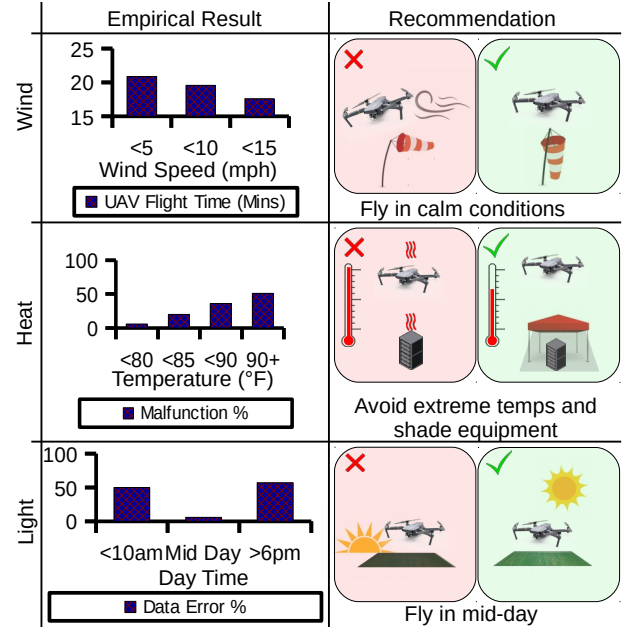 Empirical Result
Recommendation
Wind
25
20
15
<5 <10 <15
Wind Speed (mph)
UAV Flight Time (Mins)
Fly in calm conditions
Heat
100
50
0
<80 <85 <90 90+
Temperature (°F)
Malfunction %
Avoid extreme temps and
shade equipment
Light
100
50
0
<10am Mid Day >6pm
Day Time
Data Error %
Fly in mid-day